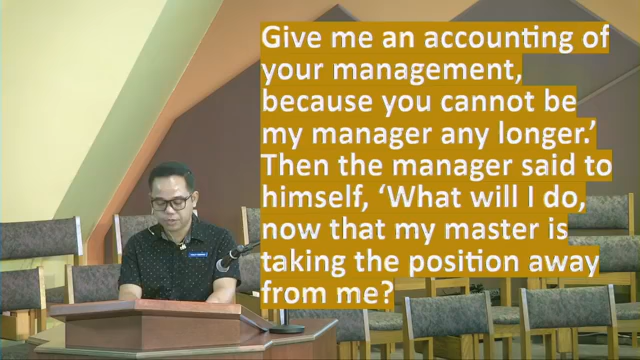 Give me an accounting of
your management,
because you cannot be
my manager any longer.’
Then the manager said to
himself, ‘What will I do,
now that my master is
taking the position away
from me?